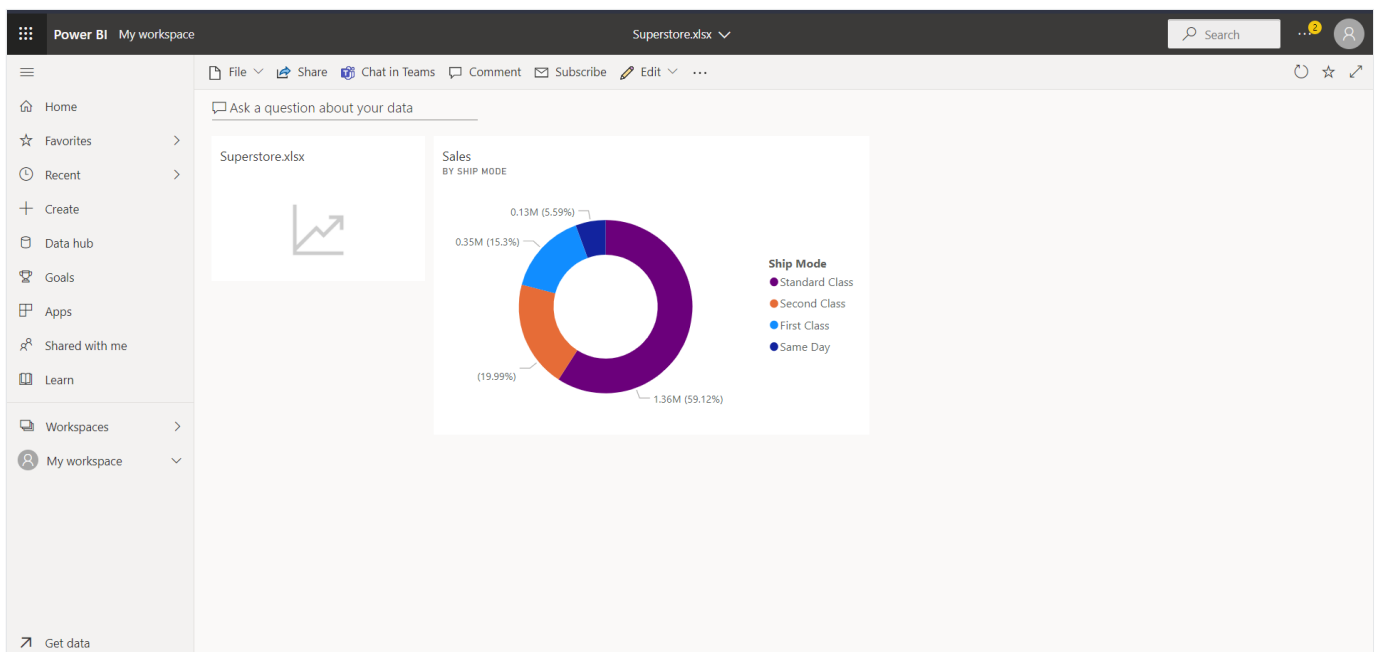 Power BI My workspace
Superstore.xlsx
Search
2
File Share Chat in Teams Comment Subscribe Edit
Home
Favorites
Recent
Create
Data hub
Goals
Apps
Shared with me
Learn
Workspaces
My workspace
Get data
Ask a question about your data
Superstore.xlsx
Sales
BY SHIP MODE
0.13M (5.59%)
0.35M (15.3%)
(19.99%)
1.36M (59.12%)
Ship Mode
Standard Class
Second Class
First Class
Same Day